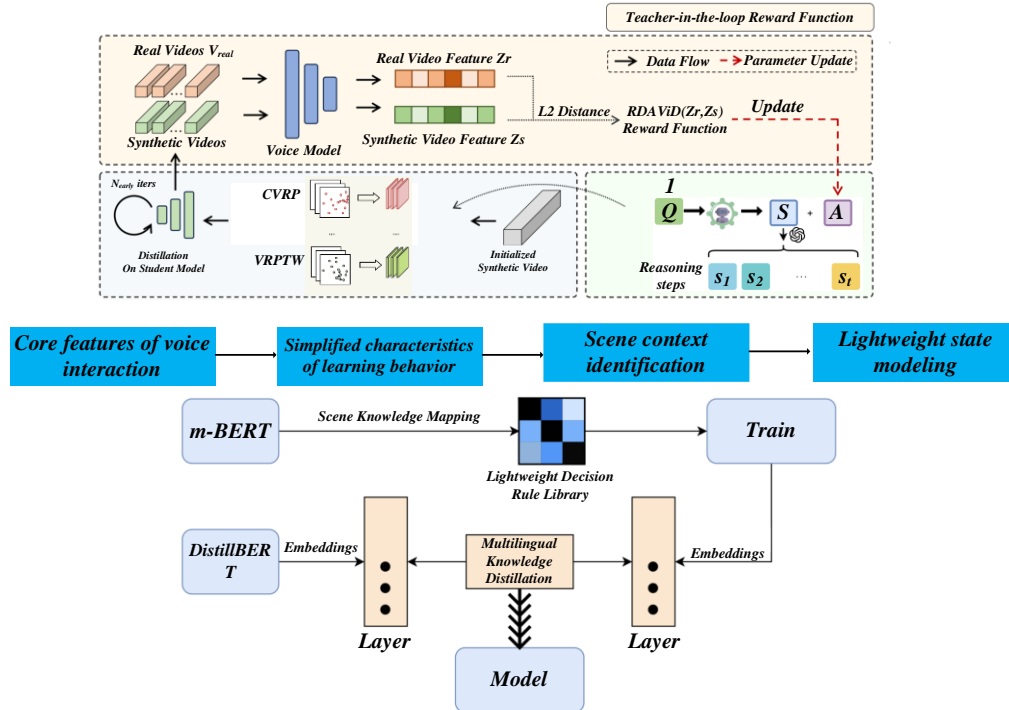 Teacher-in-the-loop Reward Function
Real Videos Vreal
Synthetic Videos
Voice Model
Real Video Feature Zr
Synthetic Video Feature Zs
L2 Distance
RDAViD(Zr,Zs)
Reward Function
Data Flow
Parameter Update
Update
Nearly iters
Distillation
On Student Model
CVRP
...
VRPTW
Initialized
Synthetic Video
1
Q
S
+
A
Reasoning
steps
s1
s2
...
st
Core features of voice
interaction
Simplified characteristics
of learning behavior
Scene context
identification
Lightweight state
modeling
m-BERT
Scene Knowledge Mapping
Lightweight Decision
Rule Library
Train
DistillBER
T
Embeddings
Layer
Multilingual
Knowledge
Distillation
Layer
Embeddings
Model